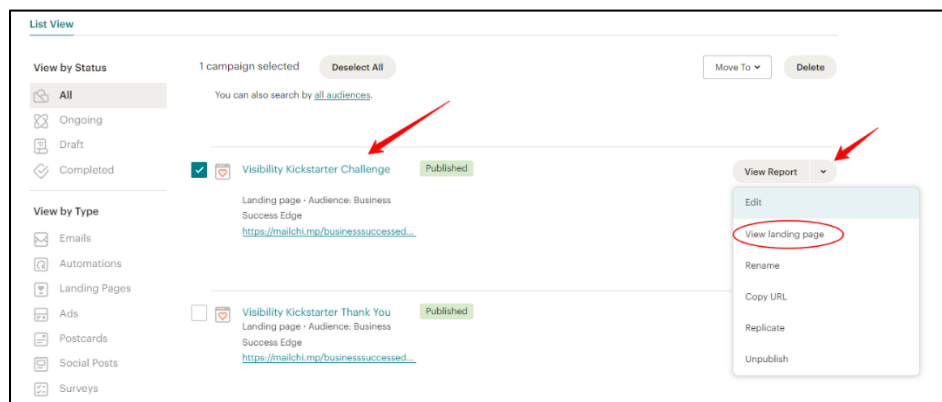 List View
View by Status
All
Ongoing
Draft
Completed
View by Type
Emails
Automations
Landing Pages
Ads
Postcards
Social Posts
Surveys
1 campaign selected Deselect All Move To Delete
You can also search by all audiences.
Visibility Kickstarter Challenge Published View Report
Landing page · Audience: Business
Success Edge
https://mailchi.mp/businesssuccessed...
Edit
View landing page
Rename
Copy URL
Replicate
Unpublish
Visibility Kickstarter Thank You Published
Landing page · Audience: Business
Success Edge
https://mailchi.mp/businesssuccessed...